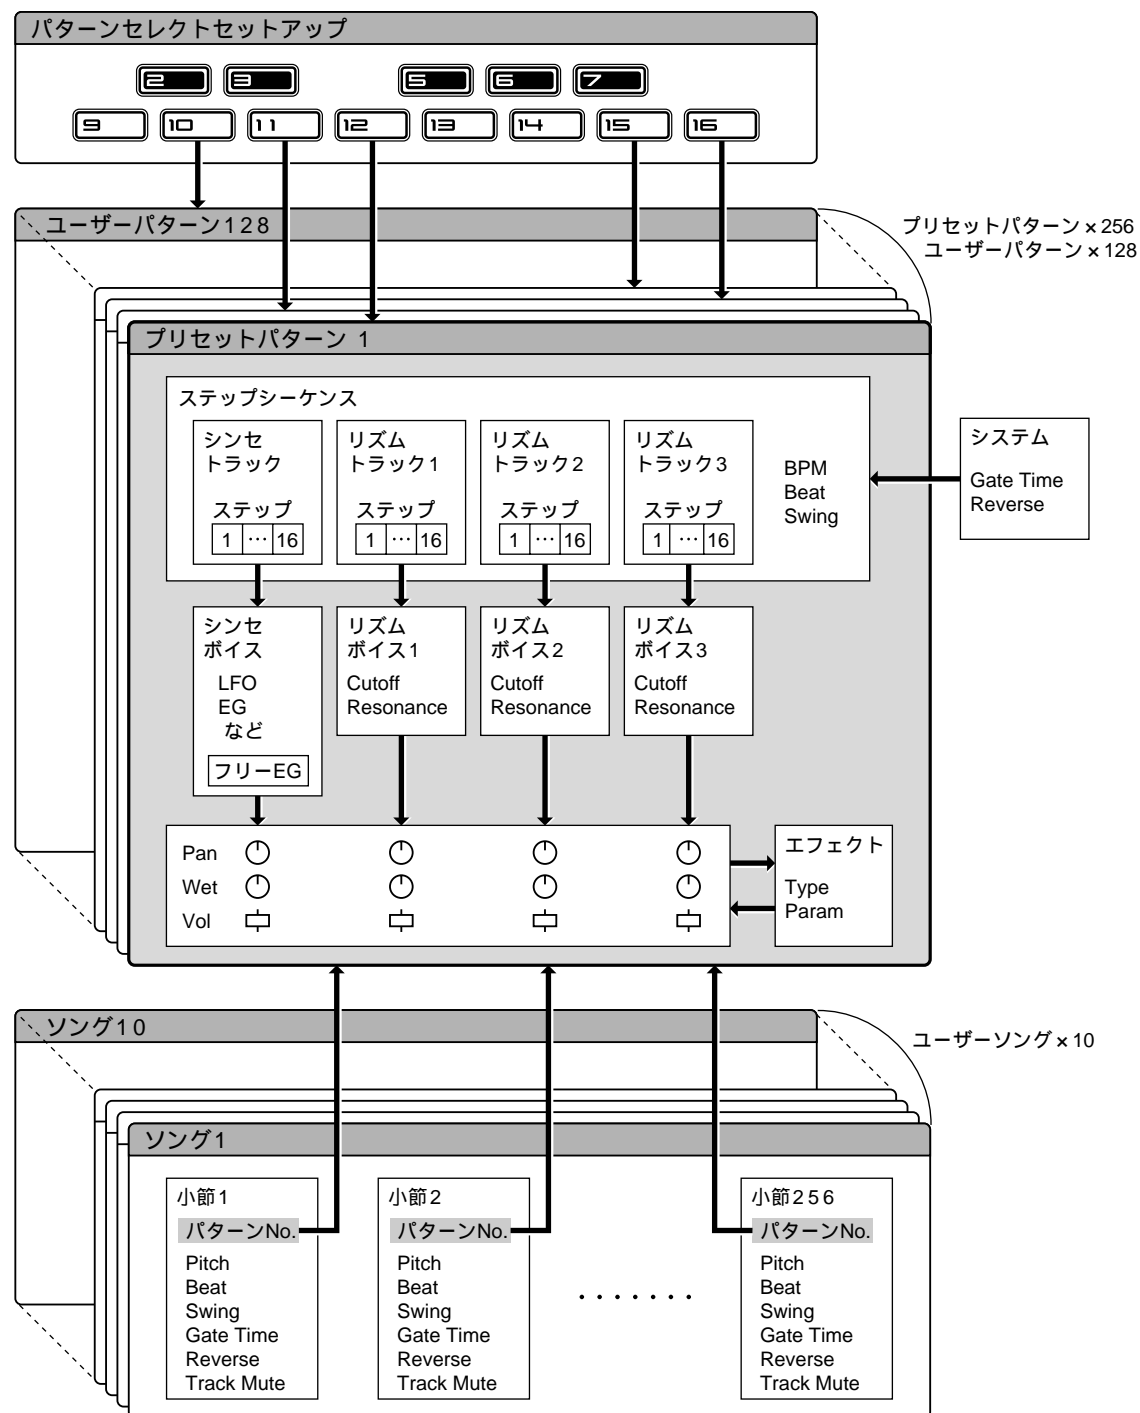 パターンセレクトセットアップ
2 3 5 6 7
9 10 11 12 13 14 15 16
ユーザーパターン128
プリセットパターン×256
ユーザーパターン×128
プリセットパターン 1
ステップシーケンス
シンセ
トラック
ステップ
1 … 16
リズム
トラック1
ステップ
1 … 16
リズム
トラック2
ステップ
1 … 16
リズム
トラック3
ステップ
1 … 16
BPM
Beat
Swing
システム
Gate Time
Reverse
シンセ
ボイス
LFO
EG
など
フリーEG
リズム
ボイス1
Cutoff
Resonance
リズム
ボイス2
Cutoff
Resonance
リズム
ボイス3
Cutoff
Resonance
Pan
Wet
Vol
エフェクト
Type
Param
ソング10
ユーザーソング×10
ソング1
小節1
パターンNo.
Pitch
Beat
Swing
Gate Time
Reverse
Track Mute
小節2
パターンNo.
Pitch
Beat
Swing
Gate Time
Reverse
Track Mute
・・・・・・・
小節256
パターンNo.
Pitch
Beat
Swing
Gate Time
Reverse
Track Mute